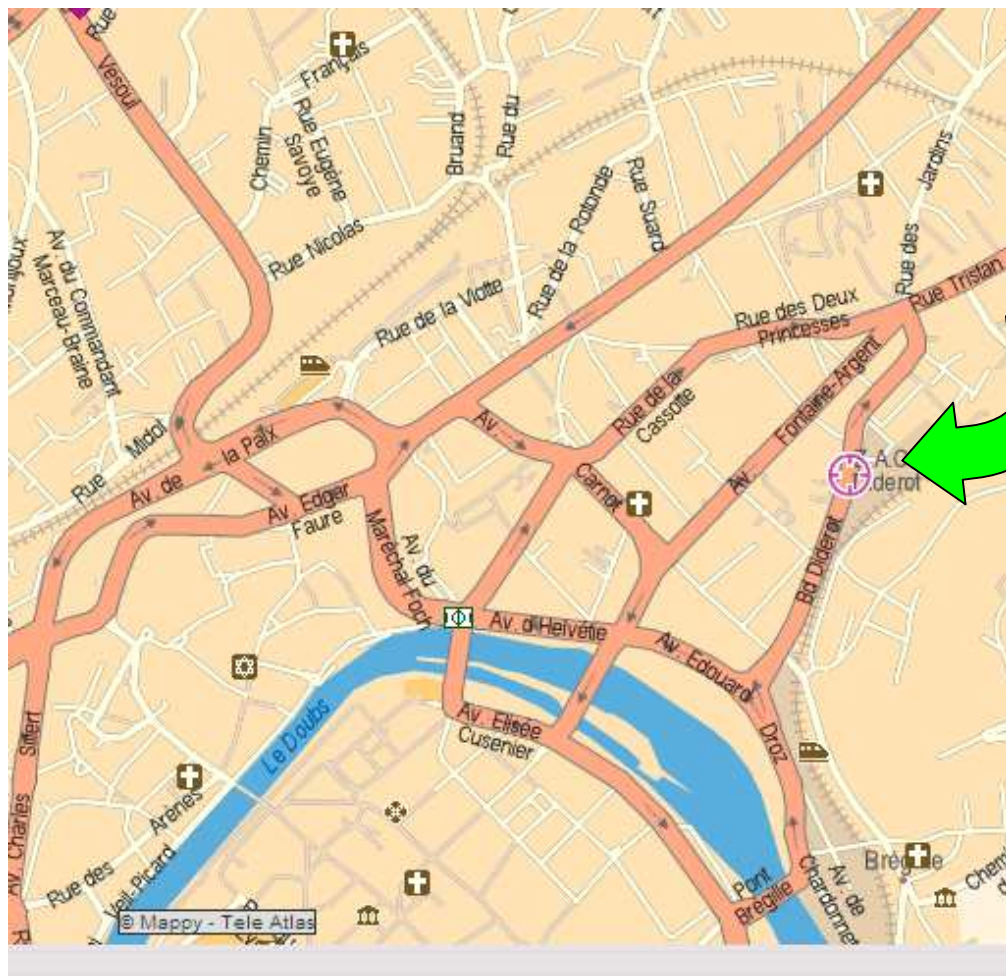 Rue
Vesoul
Français
Chemin
Rue Eugène
Savoye
Bruand
Rue du
Rue Nicolas
Rue de la Rotonde
Rue Suard
Rue des Jardins
Av. du Commandant
Marceau-Braine
Rue de la Viotte
Rue des Deux
Princesses
Rue Tristan
Rue Midol
Av. de la Paix
Av. Edgar
Faure
Av. du
Maréchal Foch
Av. Carnot
Rue de la
Cassotte
Av. Fontaine-Argent
Bd Diderot
Av. d'Helvétie
Av. Edouard Droz
Av. Elisée
Cusenier
Le Doubs
Av. Charles Siffert
Rue des Arènes
Veil-Picard
Pont
Brégille
Av. de
Chardonnet
Brégille
© Mappy - Tele Atlas